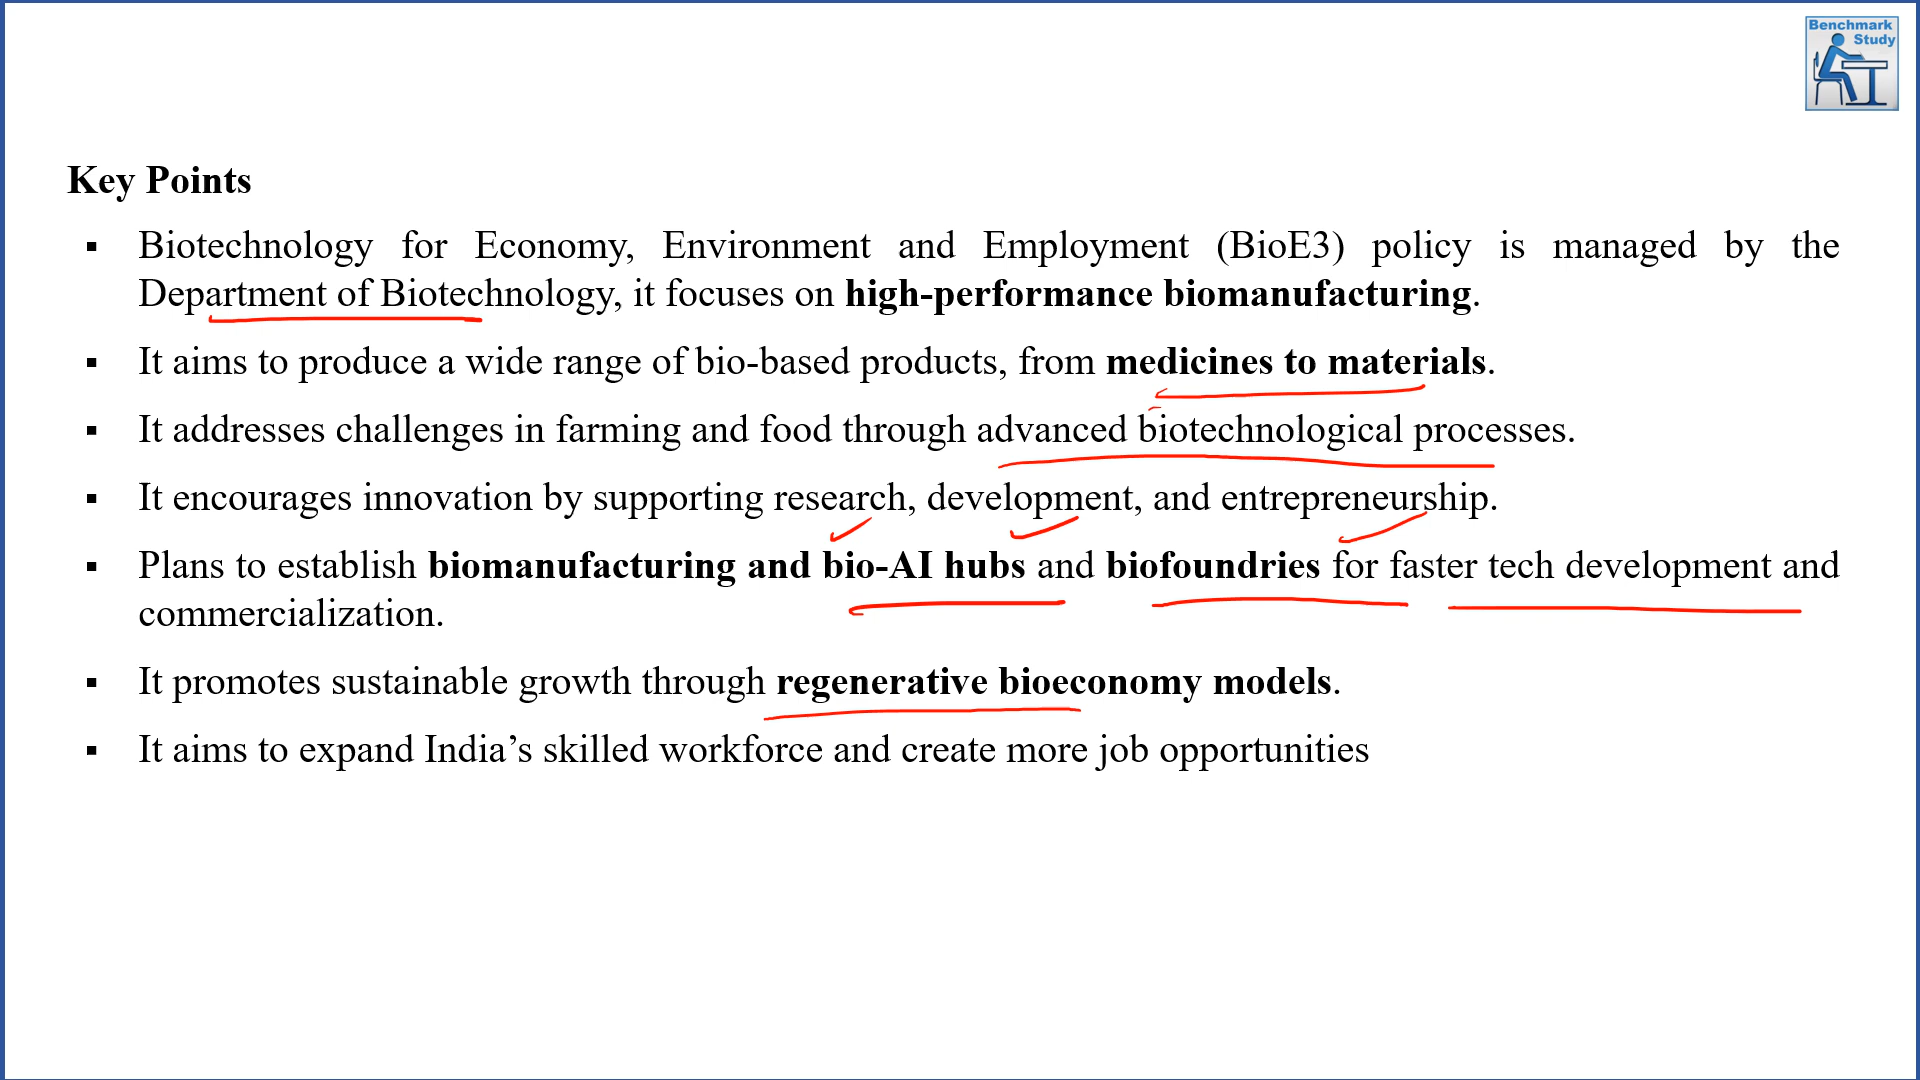 Benchmark
Study
Key Points
▪ Biotechnology for Economy, Environment and Employment (BioE3) policy is managed by the
Department of Biotechnology, it focuses on high-performance biomanufacturing.
▪ It aims to produce a wide range of bio-based products, from medicines to materials.
▪ It addresses challenges in farming and food through advanced biotechnological processes.
▪ It encourages innovation by supporting research, development, and entrepreneurship.
▪ Plans to establish biomanufacturing and bio-AI hubs and biofoundries for faster tech development and
commercialization.
▪ It promotes sustainable growth through regenerative bioeconomy models.
▪ It aims to expand India’s skilled workforce and create more job opportunities